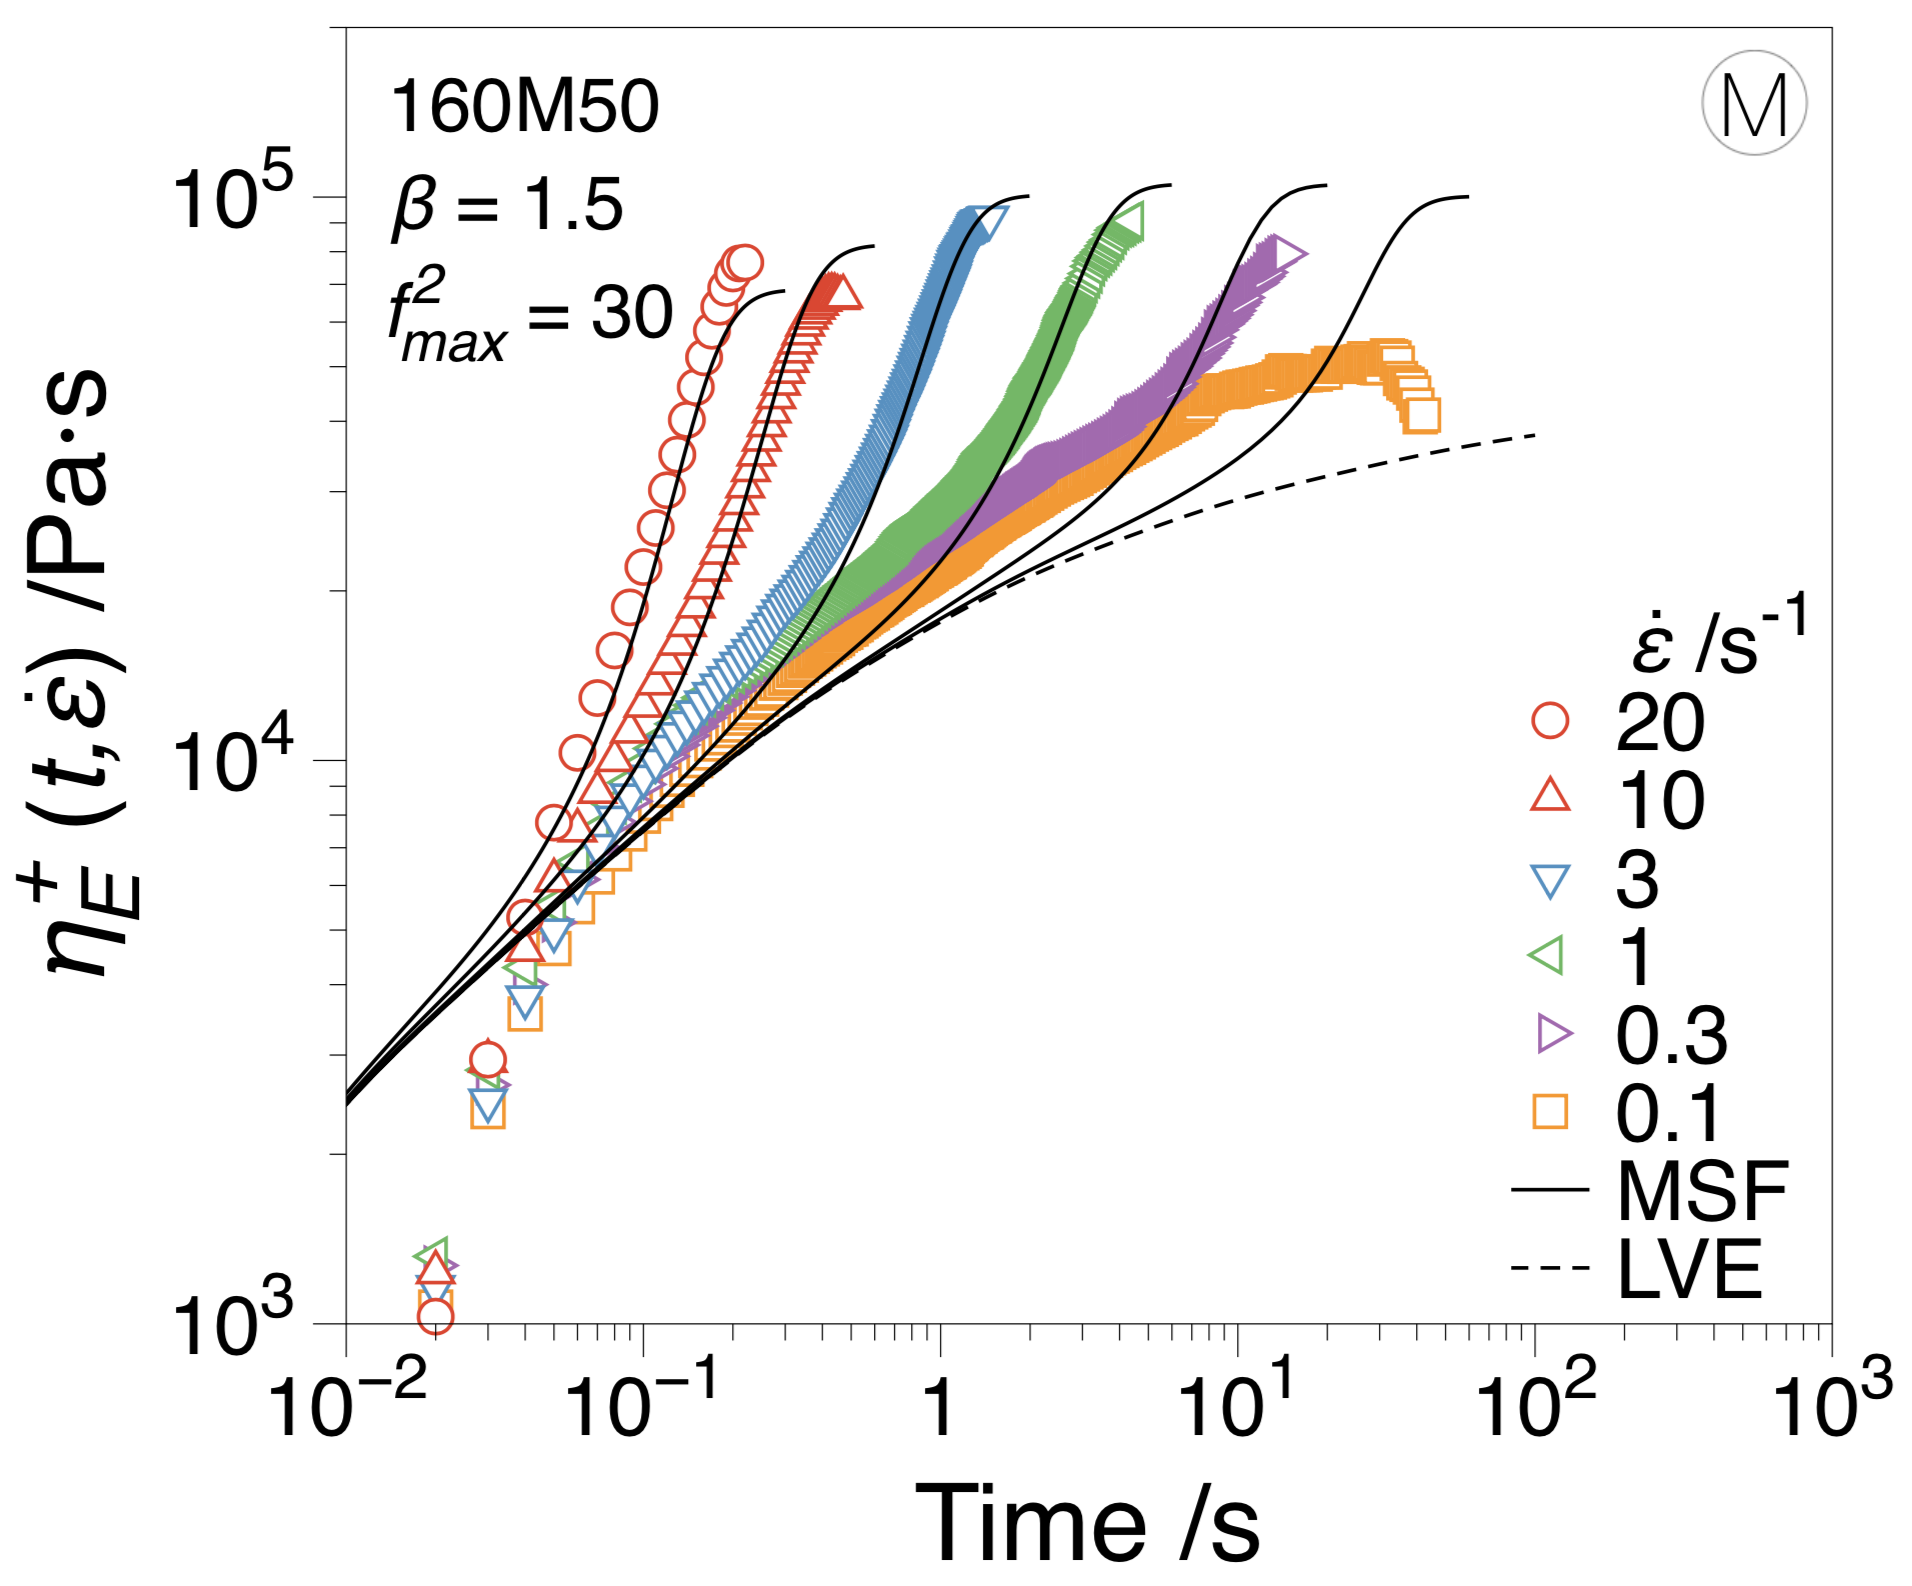 160M50
β = 1.5
f²max = 30
M
10⁵
10⁴
10³
η⁺E (t,ε̇) /Pa·s
ε̇ /s⁻¹
20
10
3
1
0.3
0.1
MSF
LVE
10⁻² 10⁻¹ 1 10¹ 10² 10³
Time /s